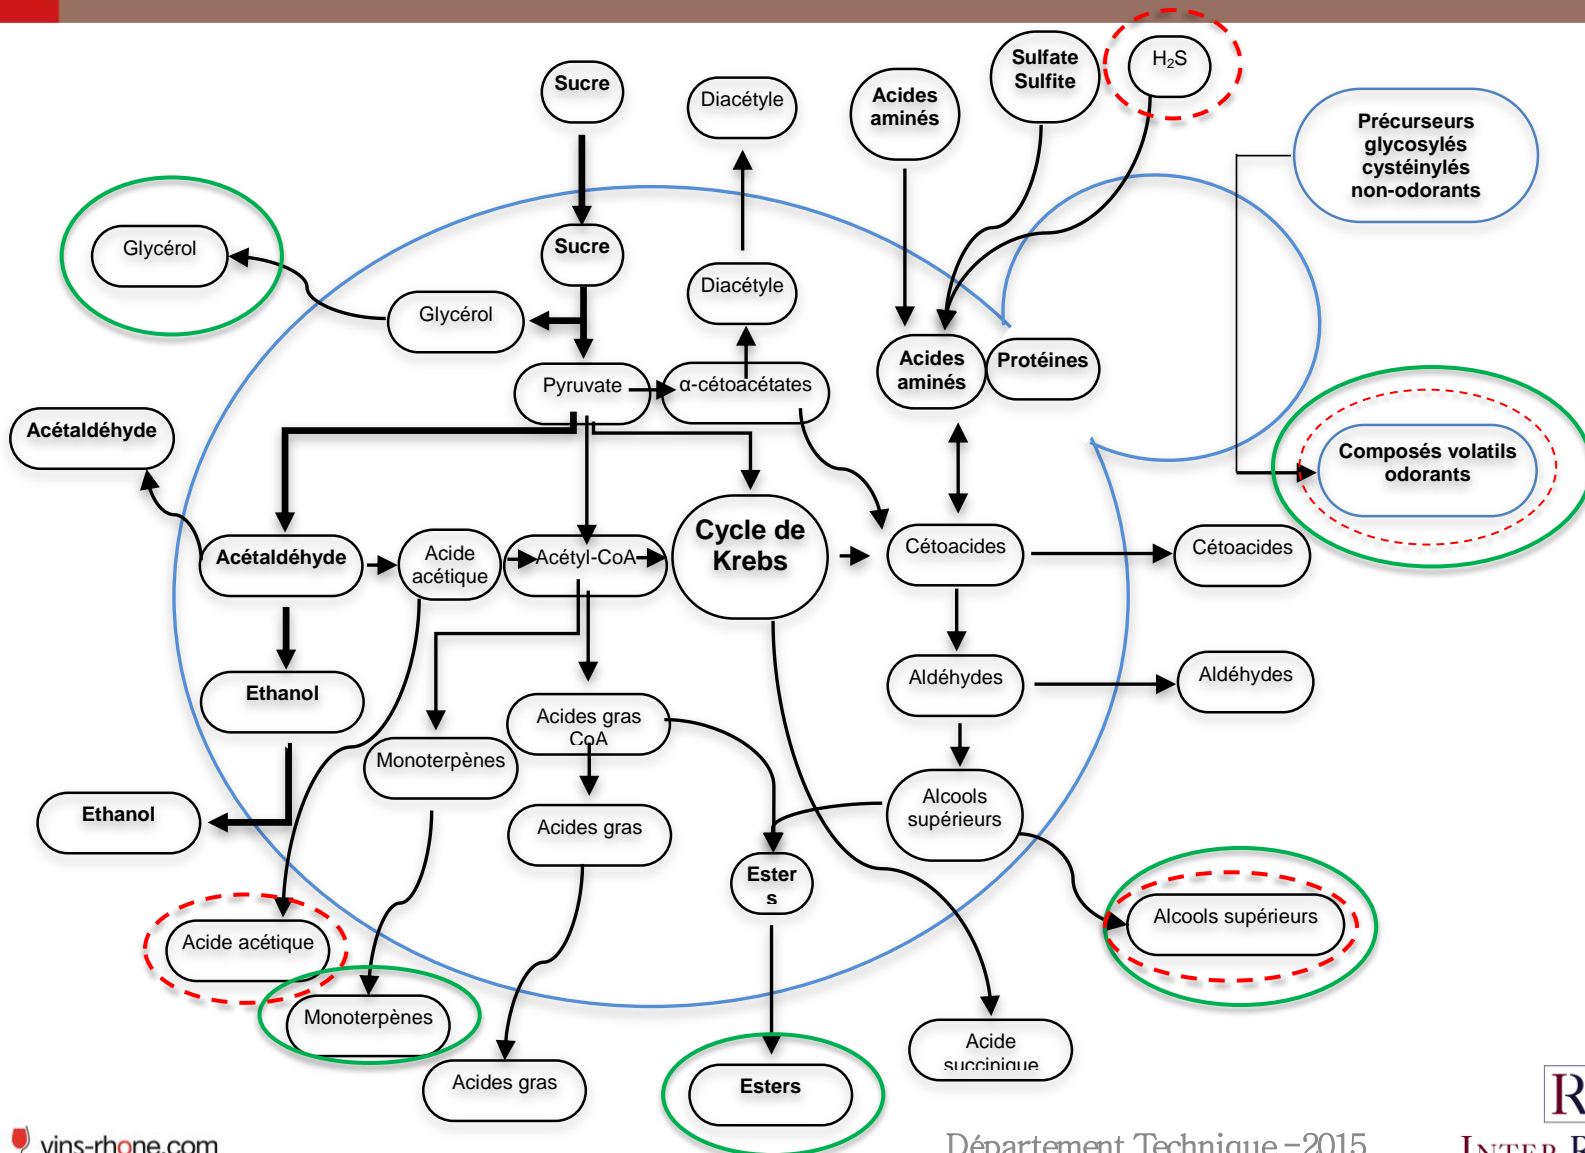 Sulfate
Sulfite
H₂S
Sucre
Diacétyle
Acides
aminés
Précurseurs
glycosylés
cystéinylés
non-odorants
Glycérol
Sucre
Diacétyle
Glycérol
Acides
aminés
Protéines
Pyruvate
α-cétoacétates
Acétaldéhyde
Composés volatils
odorants
Cycle de
Krebs
Acétaldéhyde
Acide
acétique
Acétyl-CoA
Cétoacides
Cétoacides
Ethanol
Aldéhydes
Aldéhydes
Acides gras
CoA
Monoterpènes
Alcools
supérieurs
Ethanol
Acides gras
Ester
s
Alcools supérieurs
Acide acétique
Monoterpènes
Acides gras
Esters
Acide
succinique
R
vins-rhone.com
Département Technique – 2015
INTER R